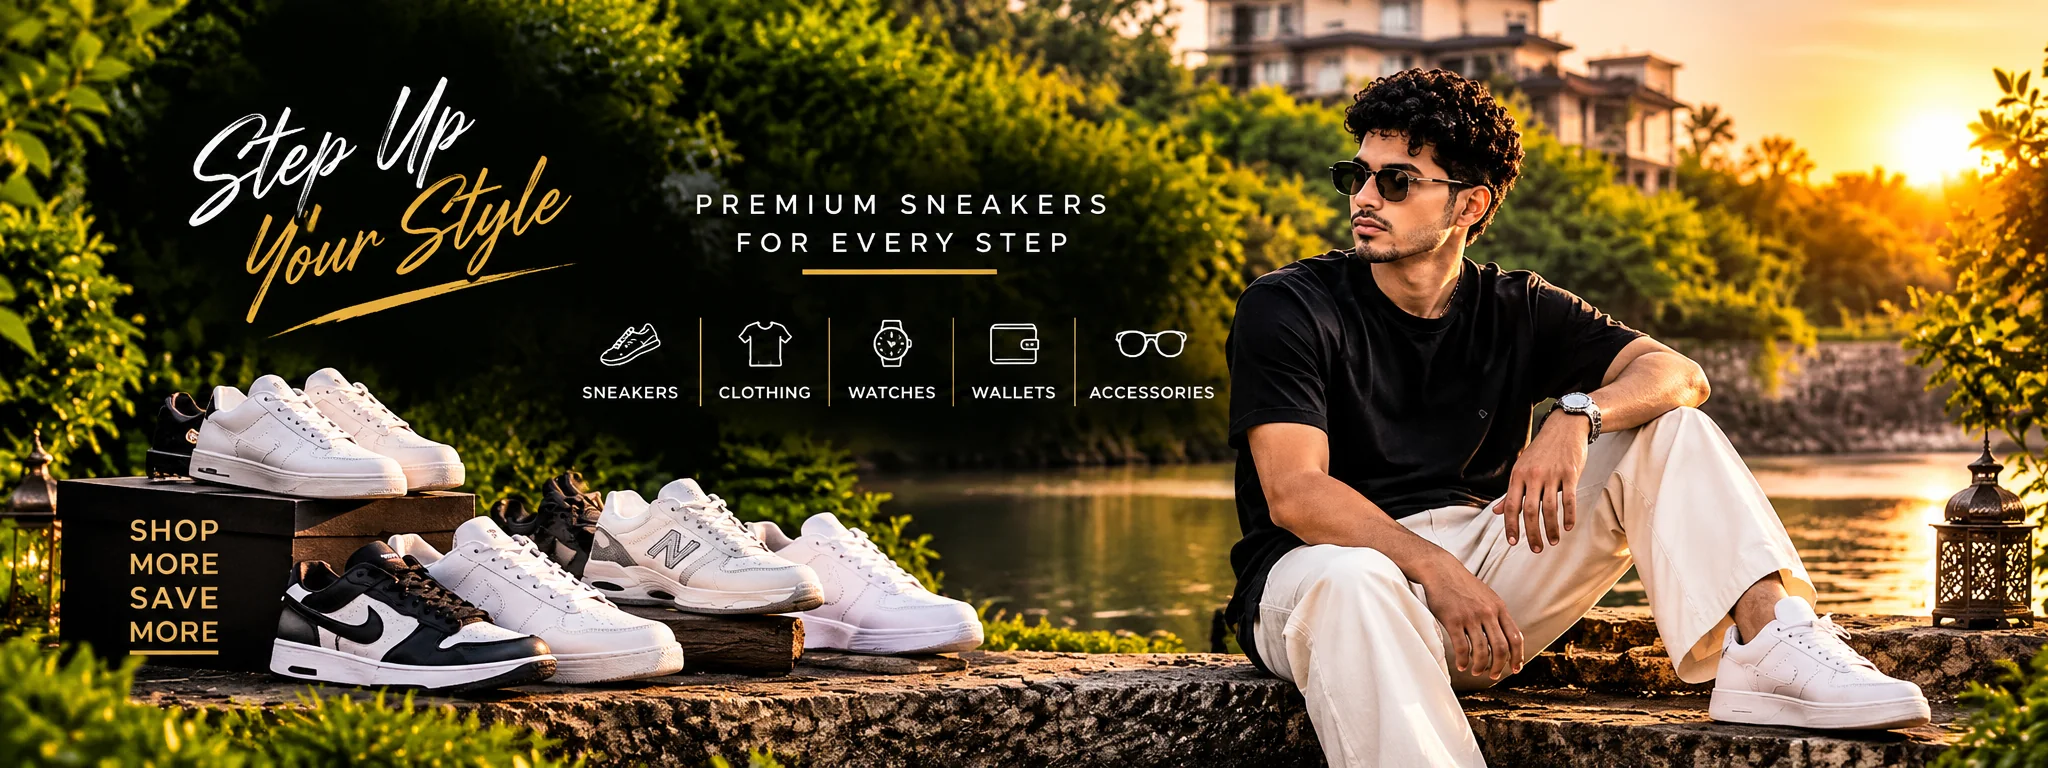 Step Up
Your Style
PREMIUM SNEAKERS
FOR EVERY STEP
SNEAKERS
CLOTHING
WATCHES
WALLETS
ACCESSORIES
SHOP
MORE
SAVE
MORE
N